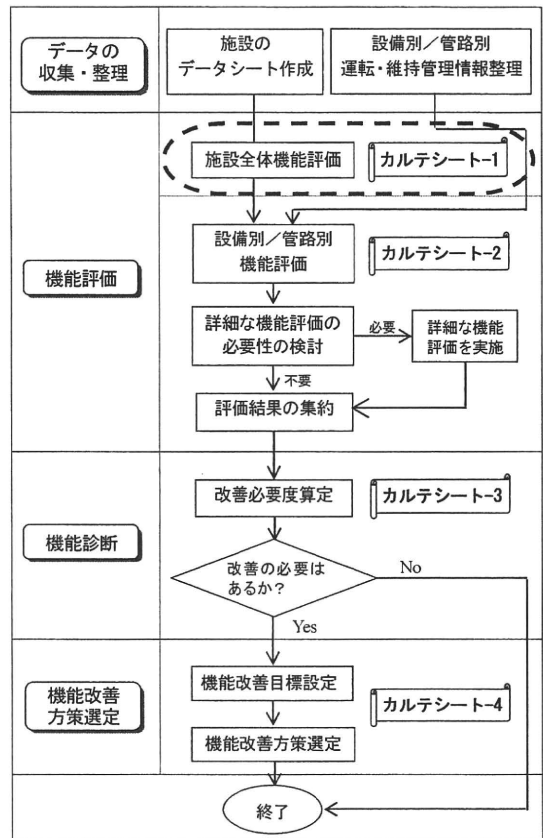 データの
収集・整理
施設の
データシート作成
設備別／管路別
運転・維持管理情報整理
施設全体機能評価
カルテシート-1
機能評価
設備別／管路別
機能評価
カルテシート-2
詳細な機能評価の
必要性の検討
必要
詳細な機能
評価を実施
不要
評価結果の集約
機能診断
改善必要度算定
カルテシート-3
改善の必要は
あるか？
No
Yes
機能改善
方策選定
機能改善目標設定
カルテシート-4
機能改善方策選定
終了